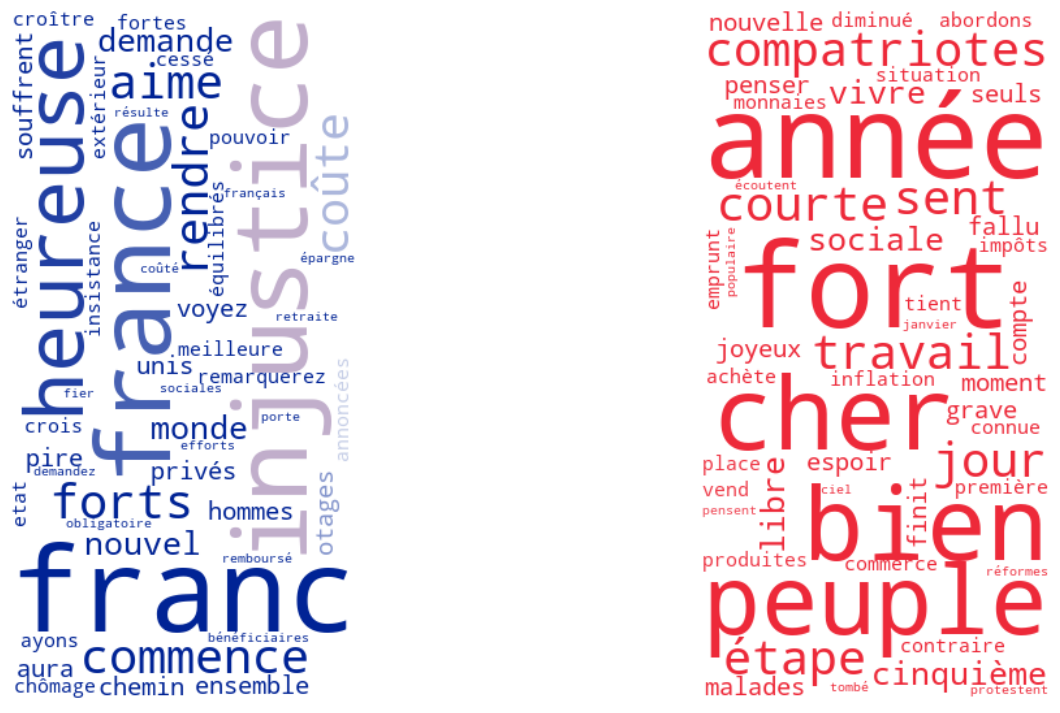 croître
fortes
demande
cessé
aime
souffrent
heureuse
extérieur
résulte
france
rendre
injustice
pouvoir
coûte
français
équilibrés
étranger
insistance
coûté
épargne
voyez
retraite
meilleure
unis
remarquerez
sociales
fier
annoncées
crois
monde
porte
efforts
pire
demandez
privés
etat
forts
obligatoire
hommes
otages
nouvel
remboursé
franc
ayons
bénéficiaires
commence
aura
chômage
chemin
ensemble
nouvelle
diminué
abordons
compatriotes
situation
penser
monnaies
vivre
seuls
année
écoutent
courte
sent
fallu
impôts
sociale
emprunt
populaire
fort
tient
janvier
compte
joyeux
travail
achète
inflation
moment
cher
grave
connue
place
espoir
jour
vend
ciel
première
pensent
libre
bien
finit
produites
commerce
réformes
peuple
étape
contraire
cinquième
malades
tombé
protestent